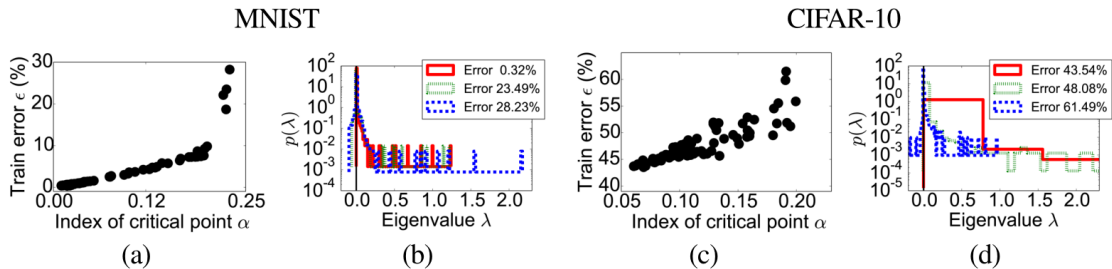 MNIST
CIFAR-10
Train error ϵ (%)
30
20
10
0
0.00
0.12
0.25
Index of critical point α
(a)
p(λ)
10^1
10^0
10^-1
10^-2
10^-3
10^-4
Error 0.32%
Error 23.49%
Error 28.23%
0.0 0.5 1.0 1.5 2.0
Eigenvalue λ
(b)
Train error ϵ (%)
65
60
55
50
45
40
0.05 0.10 0.15 0.20
Index of critical point α
(c)
p(λ)
10^2
10^1
10^0
10^-1
10^-2
10^-3
10^-4
10^-5
Error 43.54%
Error 48.08%
Error 61.49%
0.0 0.5 1.0 1.5 2.0
Eigenvalue λ
(d)